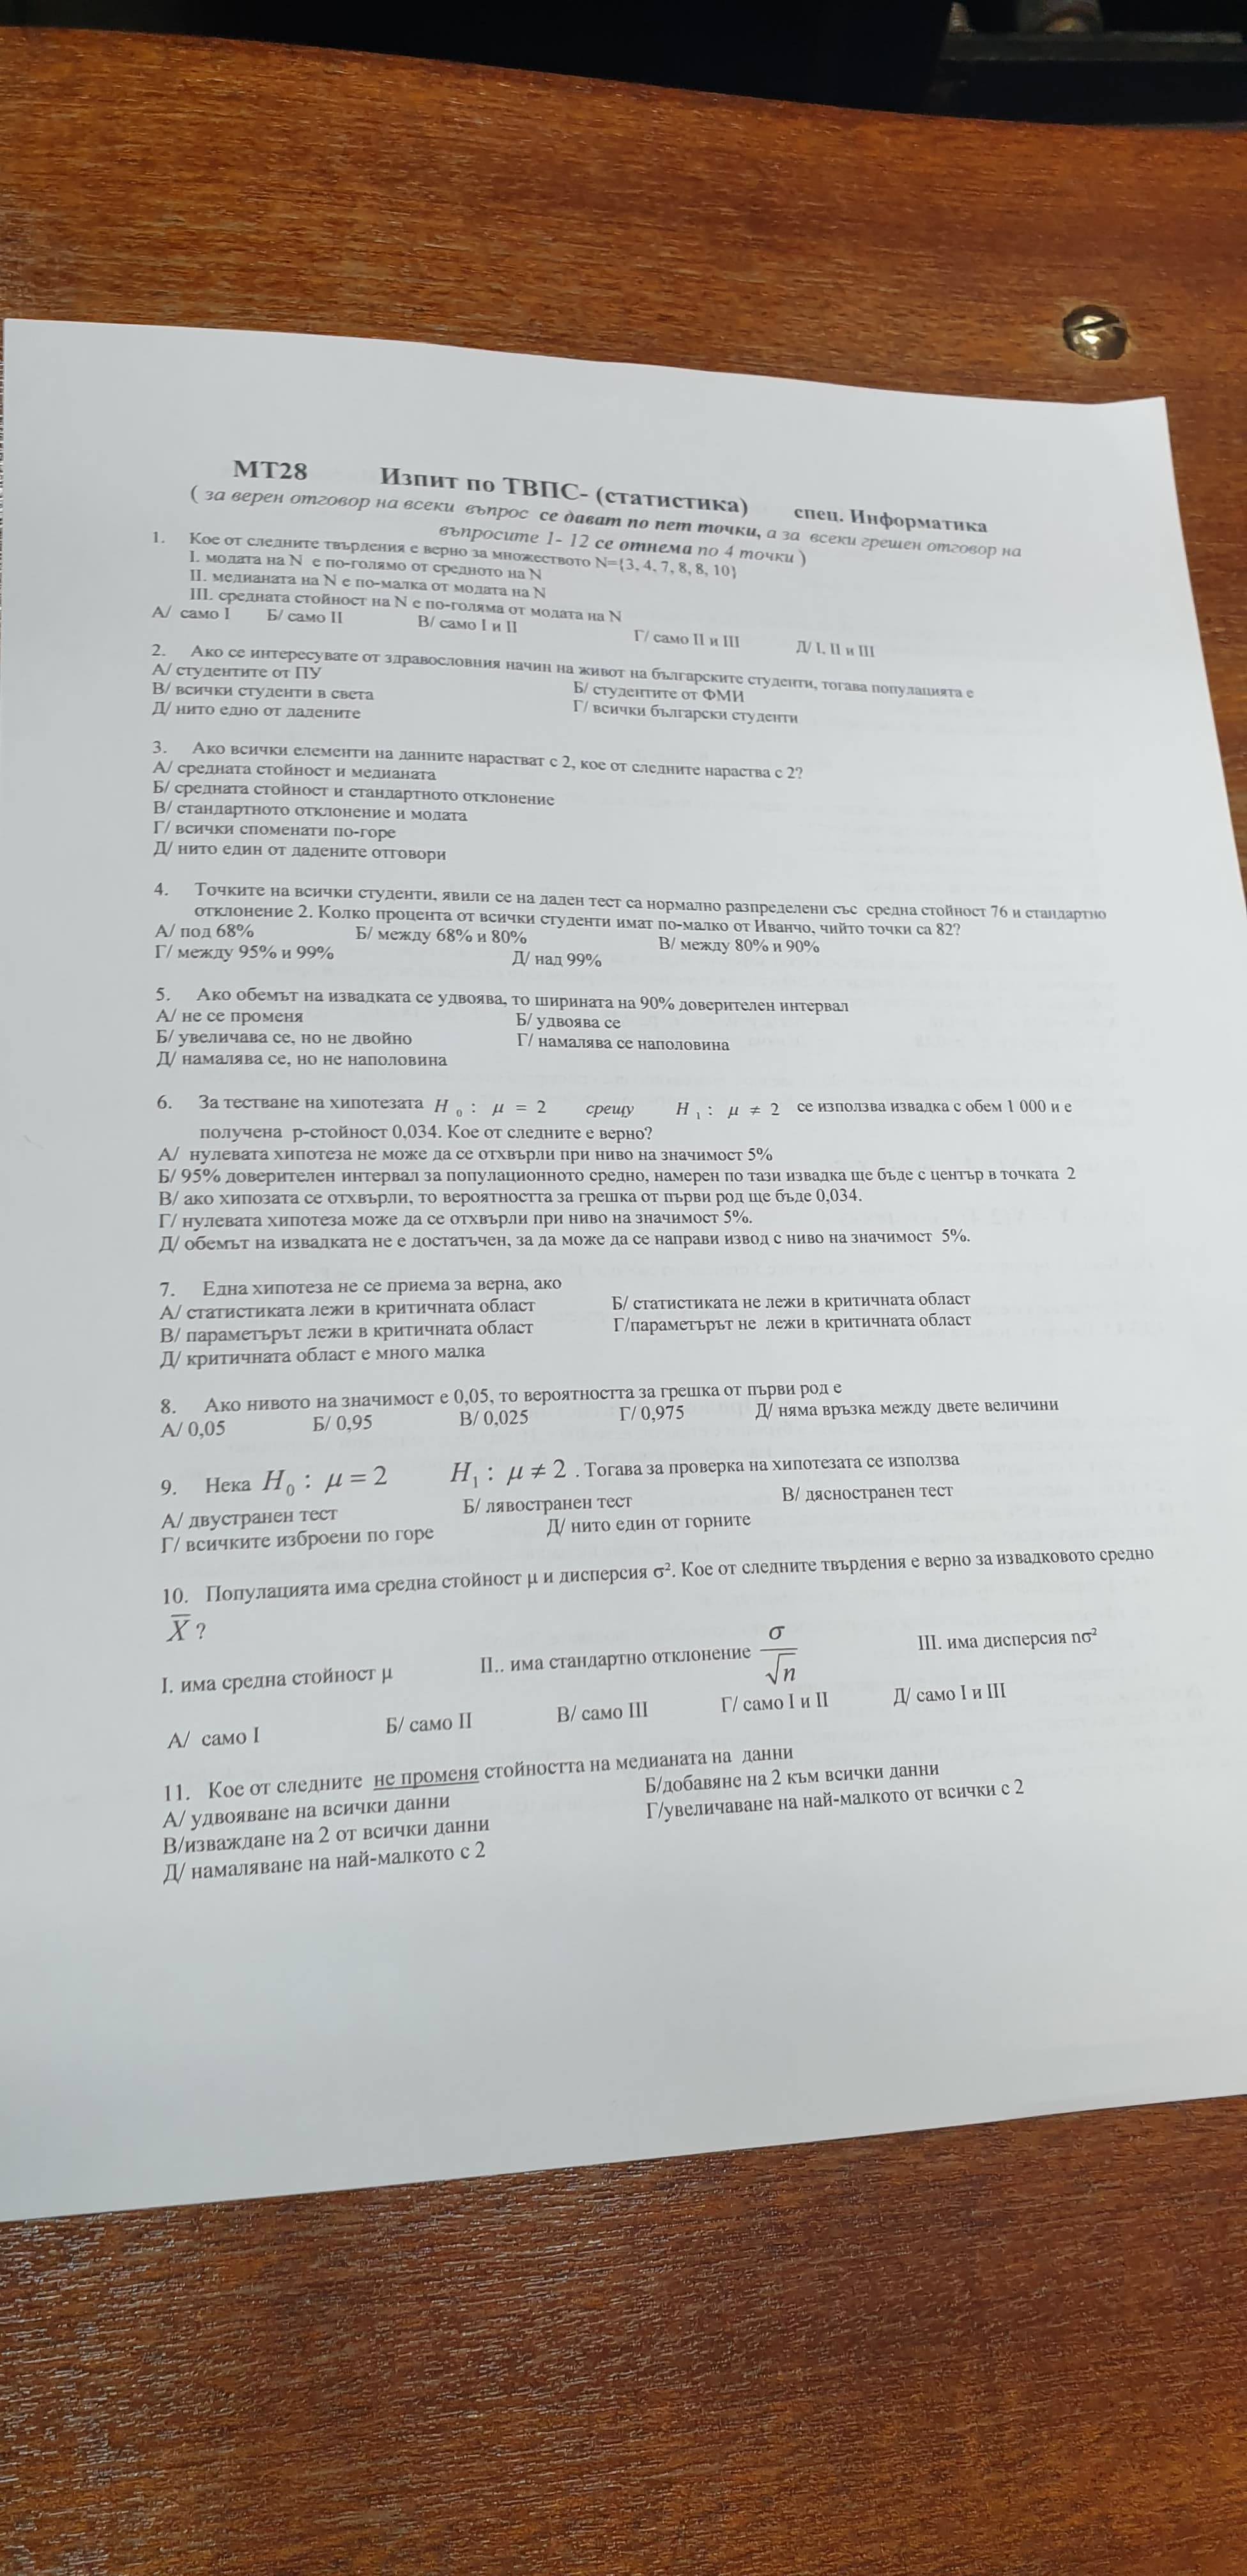 МТ28 Изпит по ТВПС- (статистика) спец. Информатика
( за верен отговор на всеки въпрос се дават по пет точки, а за всеки грешен отговор на
въпросите 1- 12 се отнема по 4 точки )
1. Кое от следните твърдения е верно за множеството N={3, 4, 7, 8, 8, 10}
I. модата на N е по-голямо от средното на N
II. медианата на N е по-малка от модата на N
III. средната стойност на N е по-голяма от модата на N
А/ само I Б/ само II В/ само I и II Г/ само II и III Д/ I, II и III
2. Ако се интересувате от здравословния начин на живот на българските студенти, тогава популацията е
А/ студентите от ПУ Б/ студентите от ФМИ
В/ всички студенти в света Г/ всички български студенти
Д/ нито едно от дадените
3. Ако всички елементи на данните нарастват с 2, кое от следните нараства с 2?
А/ средната стойност и медианата
Б/ средната стойност и стандартното отклонение
В/ стандартното отклонение и модата
Г/ всички споменати по-горе
Д/ нито един от дадените отговори
4. Точките на всички студенти, явили се на даден тест са нормално разпределени със средна стойност 76 и стандартно
отклонение 2. Колко процента от всички студенти имат по-малко от Иванчо, чийто точки са 82?
А/ под 68% Б/ между 68% и 80% В/ между 80% и 90%
Г/ между 95% и 99% Д/ над 99%
5. Ако обемът на извадката се удвоява, то ширината на 90% доверителен интервал
А/ не се променя Б/ удвоява се
Б/ увеличава се, но не двойно Г/ намалява се наполовина
Д/ намалява се, но не наполовина
6. За тестване на хипотезата H 0 : μ = 2 срещу H 1 : μ ≠ 2 се използва извадка с обем 1 000 и е
получена р-стойност 0,034. Кое от следните е верно?
А/ нулевата хипотеза не може да се отхвърли при ниво на значимост 5%
Б/ 95% доверителен интервал за популационното средно, намерен по тази извадка ще бъде с център в точката 2
В/ ако хипозата се отхвърли, то вероятността за грешка от първи род ще бъде 0,034.
Г/ нулевата хипотеза може да се отхвърли при ниво на значимост 5%.
Д/ обемът на извадката не е достатъчен, за да може да се направи извод с ниво на значимост 5%.
7. Една хипотеза не се приема за верна, ако
А/ статистиката лежи в критичната област Б/ статистиката не лежи в критичната област
В/ параметърът лежи в критичната област Г/параметърът не лежи в критичната област
Д/ критичната област е много малка
8. Ако нивото на значимост е 0,05, то вероятността за грешка от първи род е
А/ 0,05 Б/ 0,95 В/ 0,025 Г/ 0,975 Д/ няма връзка между двете величини
9. Нека H0 : μ = 2 H1 : μ ≠ 2 . Тогава за проверка на хипотезата се използва
А/ двустранен тест Б/ лявостранен тест В/ дясностранен тест
Г/ всичките изброени по горе Д/ нито един от горните
10. Популацията има средна стойност μ и дисперсия σ². Кое от следните твърдения е верно за извадковото средно
X̅ ?
I. има средна стойност μ II.. има стандартно отклонение σ/√n III. има дисперсия nσ²
А/ само I Б/ само II В/ само III Г/ само I и II Д/ само I и III
11. Кое от следните не променя стойността на медианата на данни
А/ удвояване на всички данни Б/добавяне на 2 към всички данни
В/изваждане на 2 от всички данни Г/увеличаване на най-малкото от всички с 2
Д/ намаляване на най-малкото с 2